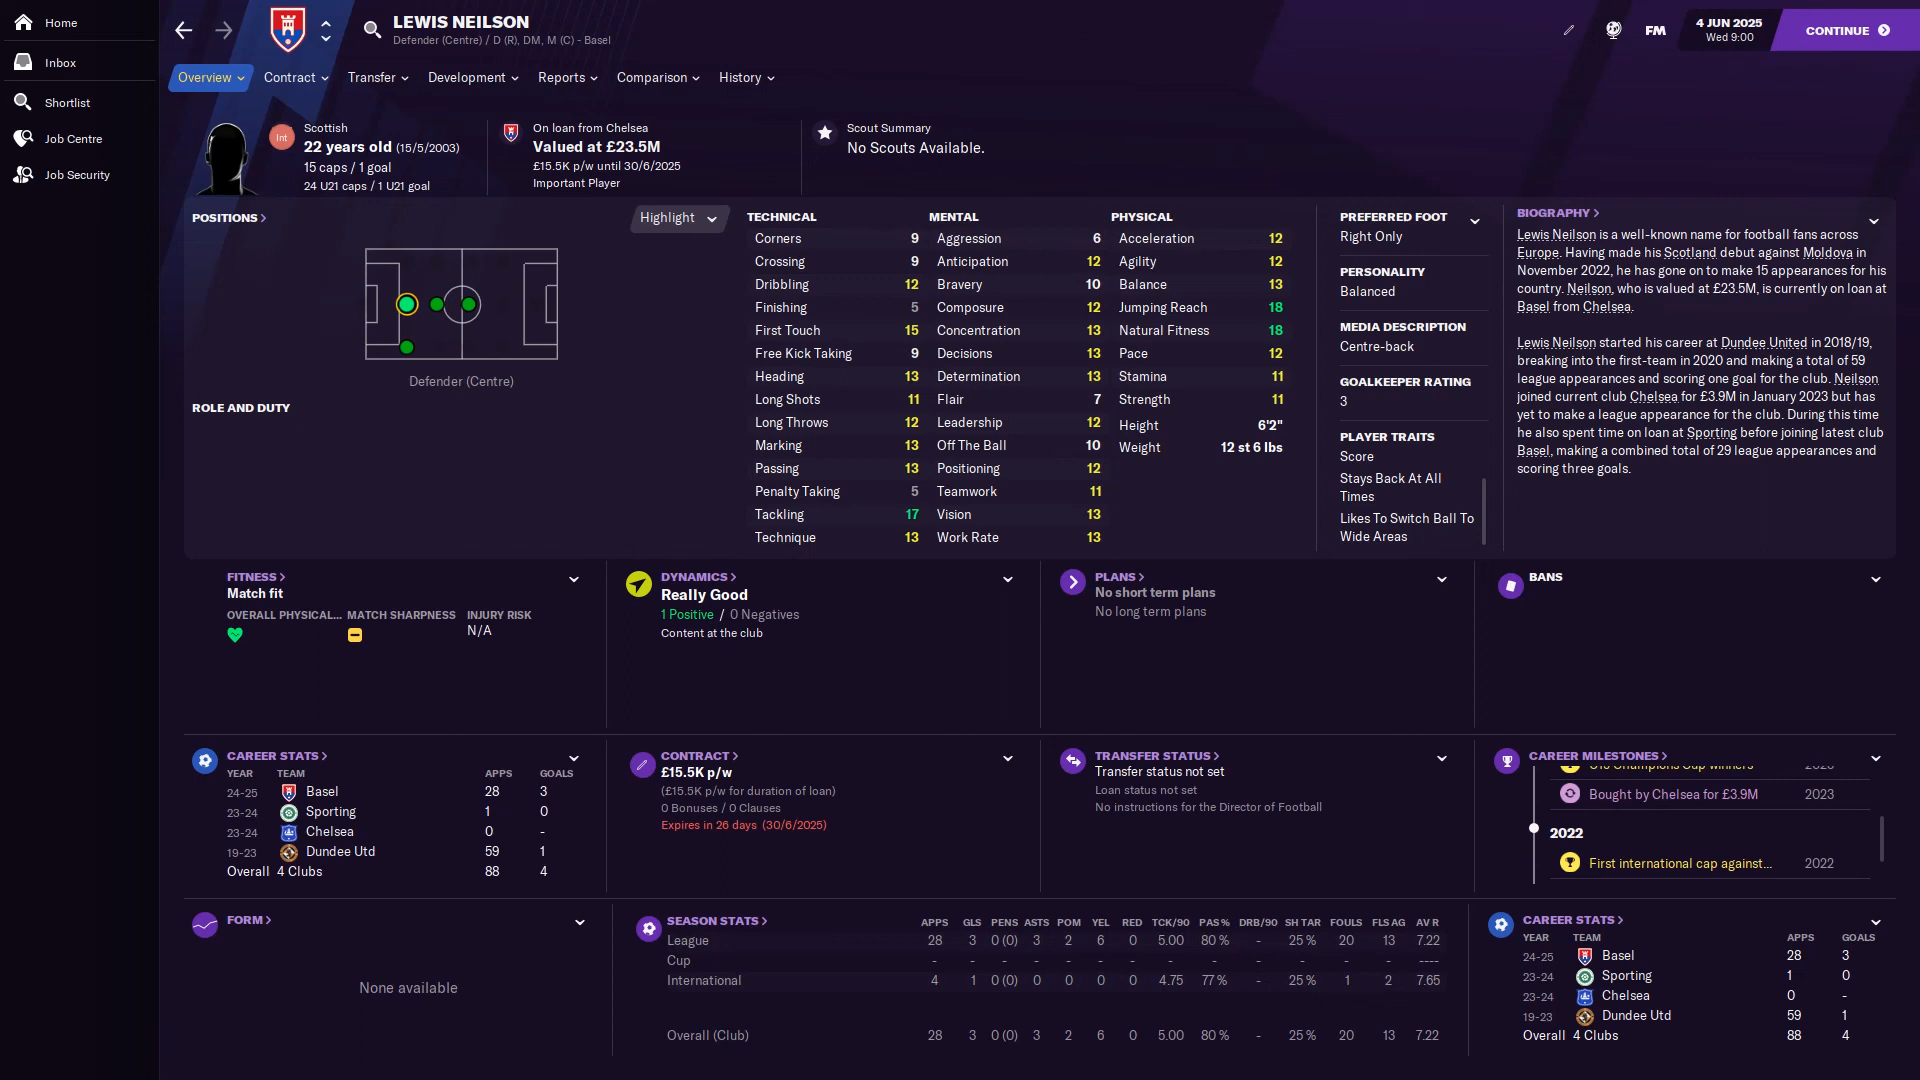 Home
Inbox
Shortlist
Job Centre
Job Security
LEWIS NEILSON
Defender (Centre) / D (R), DM, M (C) - Basel
FM
4 JUN 2025
Wed 9:00
CONTINUE
Overview
Contract
Transfer
Development
Reports
Comparison
History
Int
Scottish
22 years old (15/5/2003)
15 caps / 1 goal
24 U21 caps / 1 U21 goal
On loan from Chelsea
Valued at £23.5M
£15.5K p/w until 30/6/2025
Important Player
Scout Summary
No Scouts Available.
POSITIONS
Highlight
Defender (Centre)
ROLE AND DUTY
TECHNICAL
Corners 9
Crossing 9
Dribbling 12
Finishing 5
First Touch 15
Free Kick Taking 9
Heading 13
Long Shots 11
Long Throws 12
Marking 13
Passing 13
Penalty Taking 5
Tackling 17
Technique 13
MENTAL
Aggression 6
Anticipation 12
Bravery 10
Composure 12
Concentration 13
Decisions 13
Determination 13
Flair 7
Leadership 12
Off The Ball 10
Positioning 12
Teamwork 11
Vision 13
Work Rate 13
PHYSICAL
Acceleration 12
Agility 12
Balance 13
Jumping Reach 18
Natural Fitness 18
Pace 12
Stamina 11
Strength 11
Height 6'2"
Weight 12 st 6 lbs
PREFERRED FOOT
Right Only
PERSONALITY
Balanced
MEDIA DESCRIPTION
Centre-back
GOALKEEPER RATING
3
PLAYER TRAITS
Score
Stays Back At All
Times
Likes To Switch Ball To
Wide Areas
BIOGRAPHY
Lewis Neilson is a well-known name for football fans across
Europe. Having made his Scotland debut against Moldova in
November 2022, he has gone on to make 15 appearances for his
country. Neilson, who is valued at £23.5M, is currently on loan at
Basel from Chelsea.
Lewis Neilson started his career at Dundee United in 2018/19,
breaking into the first-team in 2020 and making a total of 59
league appearances and scoring one goal for the club. Neilson
joined current club Chelsea for £3.9M in January 2023 but has
yet to make a league appearance for the club. During this time
he also spent time on loan at Sporting before joining latest club
Basel, making a combined total of 29 league appearances and
scoring three goals.
FITNESS
Match fit
OVERALL PHYSICAL... MATCH SHARPNESS INJURY RISK
N/A
DYNAMICS
Really Good
1 Positive / 0 Negatives
Content at the club
PLANS
No short term plans
No long term plans
BANS
CAREER STATS
YEAR TEAM APPS GOALS
24-25 Basel 28 3
23-24 Sporting 1 0
23-24 Chelsea 0 -
19-23 Dundee Utd 59 1
Overall 4 Clubs 88 4
CONTRACT
£15.5K p/w
(£15.5K p/w for duration of loan)
0 Bonuses / 0 Clauses
Expires in 26 days (30/6/2025)
TRANSFER STATUS
Transfer status not set
Loan status not set
No instructions for the Director of Football
CAREER MILESTONES
Champions Cup Winners
Bought by Chelsea for £3.9M 2023
2022
First international cap against... 2022
FORM
None available
SEASON STATS APPS GLS PENS ASTS POM YEL RED TCK/90 PAS % DRB/90 SH TAR FOULS FLS AG AV R
League 28 3 0 (0) 3 2 6 0 5.00 80 % - 25 % 20 13 7.22
Cup - - - - - - - - - - - - - ----
International 4 1 0 (0) 0 0 0 0 4.75 77 % - 25 % 1 2 7.65
Overall (Club) 28 3 0 (0) 3 2 6 0 5.00 80 % - 25 % 20 13 7.22
CAREER STATS
YEAR TEAM APPS GOALS
24-25 Basel 28 3
23-24 Sporting 1 0
23-24 Chelsea 0 -
19-23 Dundee Utd 59 1
Overall 4 Clubs 88 4